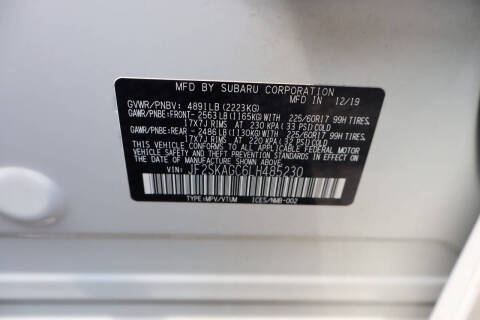 MFD BY SUBARU CORPORATION
GVWR/PNBV: 4891LB (2223KG) MFD IN 12/19
GAWR/PNBE:FRONT- 2563LB (1165KG)WITH 225/60R17 99H TIRES,
17X7J RIMS AT 230 KPA( 33 PSI)COLD
GAWR/PNBE:REAR - 2486LB (1130KG)WITH 225/60R17 99H TIRES,
17X7J RIMS AT 220 KPA( PSI)COLD
THIS VEHICLE CONFORMS TO ALL APPLICABLE FEDERAL MOTOR
VEHICLE SAFETY AND THEFT PREVENTION STANDARDS IN EFFECT
ON THE DATE OF MANUFACTURE SHOWN ABOVE.
VIN: JF2SKAGC6LH485230
TYPE:MPV/VTUM ICES/NMB-002